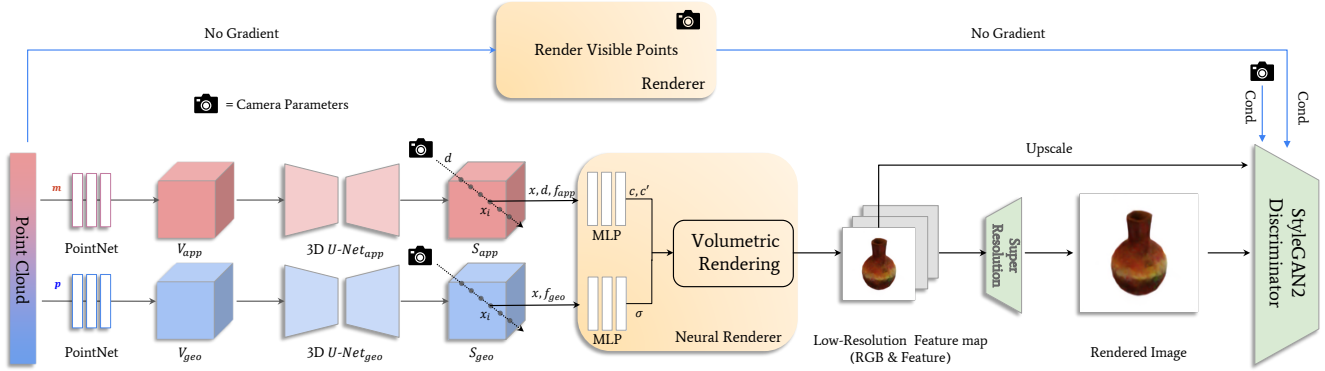 No Gradient
Render Visible Points
Renderer
No Gradient
= Camera Parameters
Cond.
Cond.
Point Cloud
m
PointNet
V_app
3D U-Net_app
d
x_i
S_app
x, d, f_app
MLP
c, c′
p
PointNet
V_geo
3D U-Net_geo
x_i
S_geo
x, f_geo
MLP
σ
Volumetric
Rendering
Neural Renderer
Upscale
Low-Resolution Feature map
(RGB & Feature)
Super
Resolution
Rendered Image
StyleGAN2
Discriminator